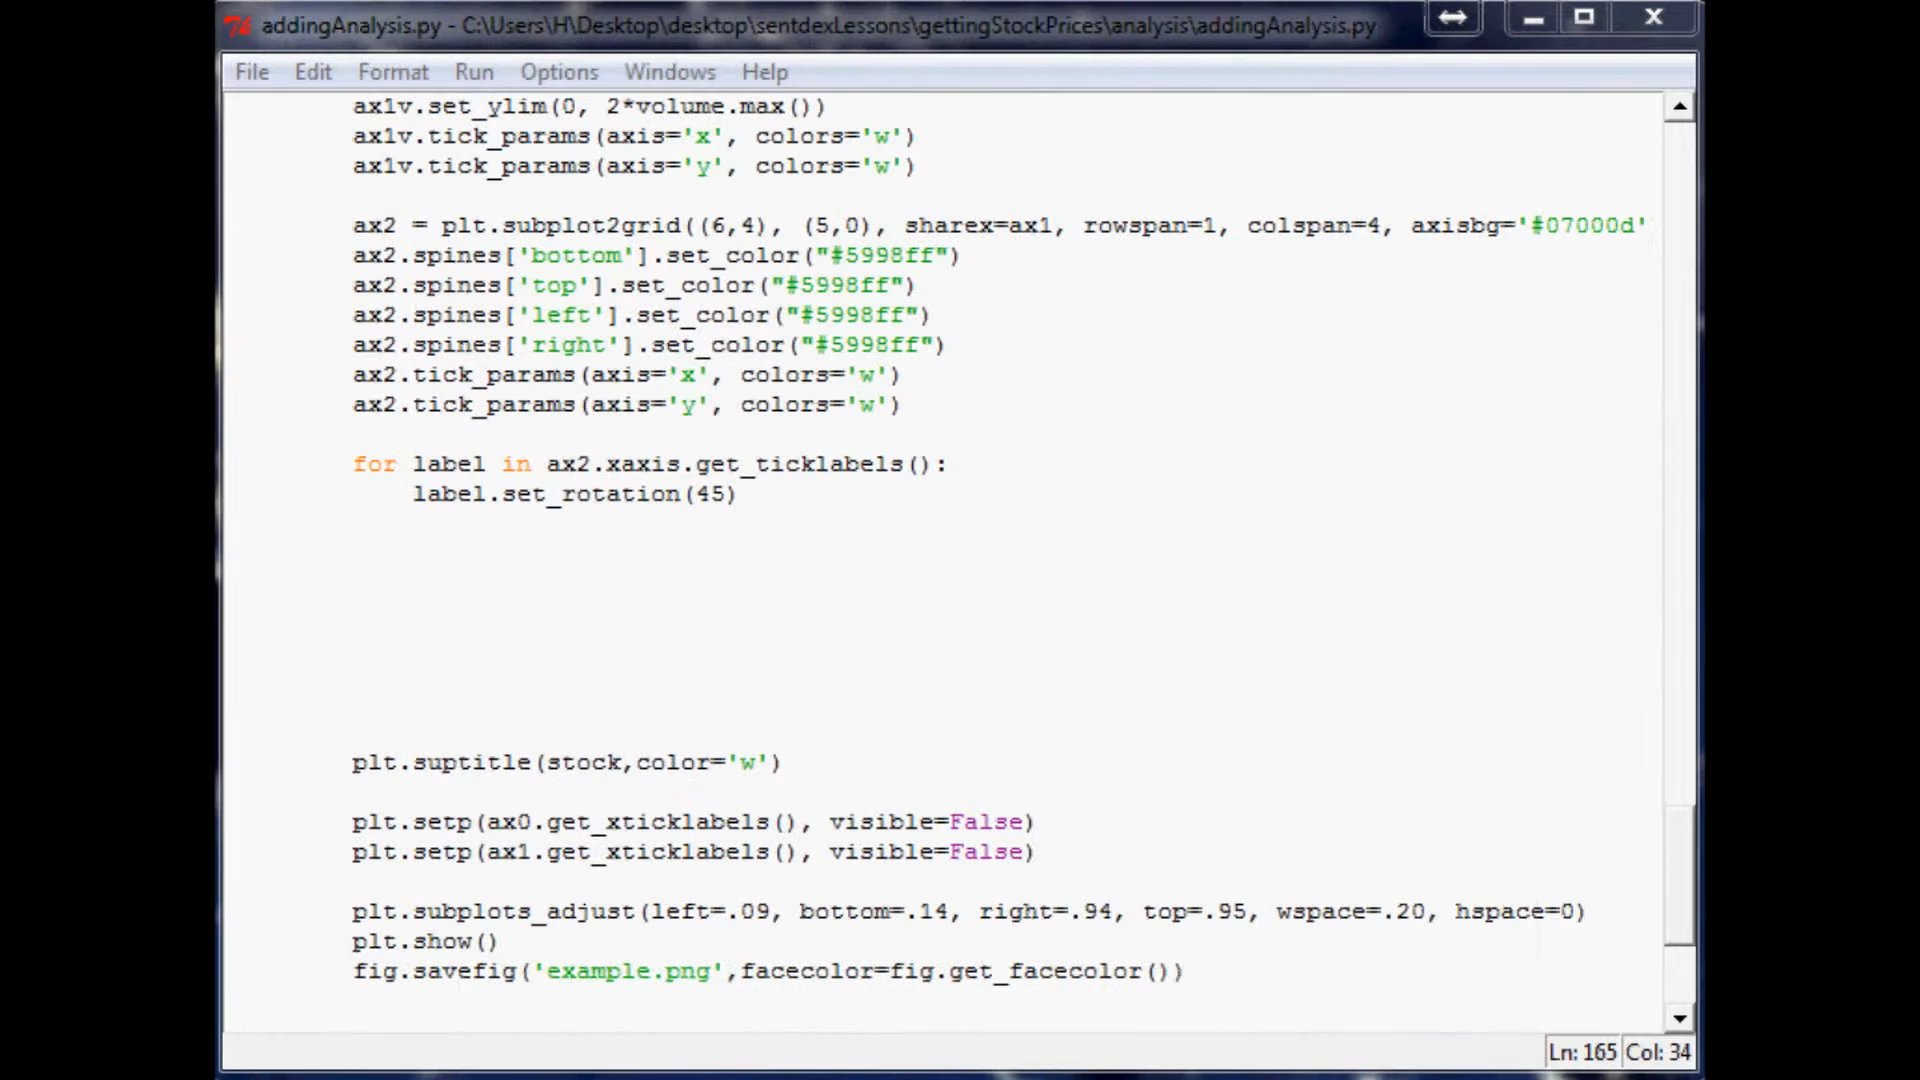 addingAnalysis.py - C:\Users\H\Desktop\desktop\sentdexLessons\gettingStockPrices\analysis\addingAnalysis.py
File Edit Format Run Options Windows Help
ax1v.set_ylim(0, 2*volume.max())
ax1v.tick_params(axis='x', colors='w')
ax1v.tick_params(axis='y', colors='w')
ax2 = plt.subplot2grid((6,4), (5,0), sharex=ax1, rowspan=1, colspan=4, axisbg='#07000d'
ax2.spines['bottom'].set_color("#5998ff")
ax2.spines['top'].set_color("#5998ff")
ax2.spines['left'].set_color("#5998ff")
ax2.spines['right'].set_color("#5998ff")
ax2.tick_params(axis='x', colors='w')
ax2.tick_params(axis='y', colors='w')
for label in ax2.xaxis.get_ticklabels():
label.set_rotation(45)
plt.suptitle(stock,color='w')
plt.setp(ax0.get_xticklabels(), visible=False)
plt.setp(ax1.get_xticklabels(), visible=False)
plt.subplots_adjust(left=.09, bottom=.14, right=.94, top=.95, wspace=.20, hspace=0)
plt.show()
fig.savefig('example.png',facecolor=fig.get_facecolor())
Ln: 165 Col: 34